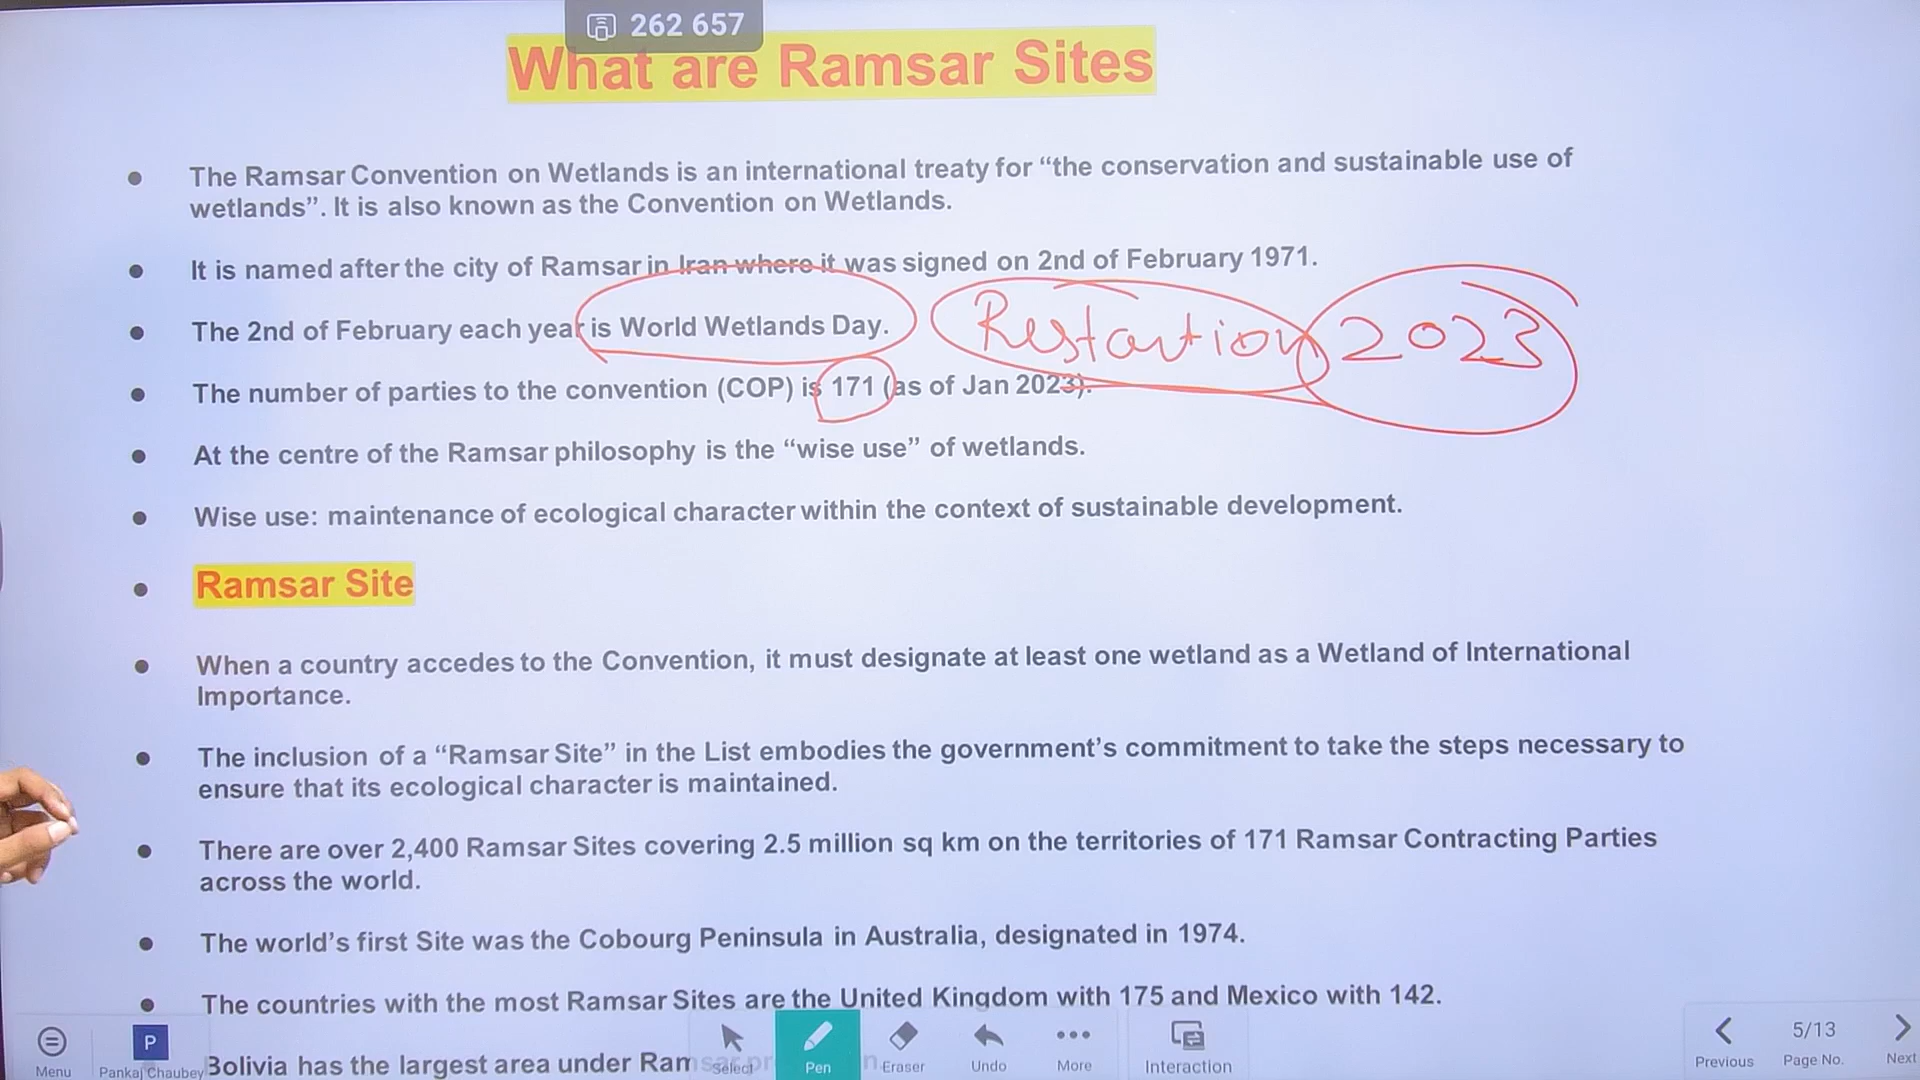 262 657
What are Ramsar Sites
The Ramsar Convention on Wetlands is an international treaty for “the conservation and sustainable use of
wetlands”. It is also known as the Convention on Wetlands.
It is named after the city of Ramsar in Iran where it was signed on 2nd of February 1971.
The 2nd of February each year is World Wetlands Day.
Restartion 2023
The number of parties to the convention (COP) is 171 (as of Jan 2023).
At the centre of the Ramsar philosophy is the “wise use” of wetlands.
Wise use: maintenance of ecological character within the context of sustainable development.
Ramsar Site
When a country accedes to the Convention, it must designate at least one wetland as a Wetland of International
Importance.
The inclusion of a “Ramsar Site” in the List embodies the government’s commitment to take the steps necessary to
ensure that its ecological character is maintained.
There are over 2,400 Ramsar Sites covering 2.5 million sq km on the territories of 171 Ramsar Contracting Parties
across the world.
The world’s first Site was the Cobourg Peninsula in Australia, designated in 1974.
The countries with the most Ramsar Sites are the United Kingdom with 175 and Mexico with 142.
Bolivia has the largest area under Ramsar
Menu
P
Pankaj Chaubey
Select
Pen
Eraser
Undo
More
Interaction
Previous
5/13
Page No.
Next